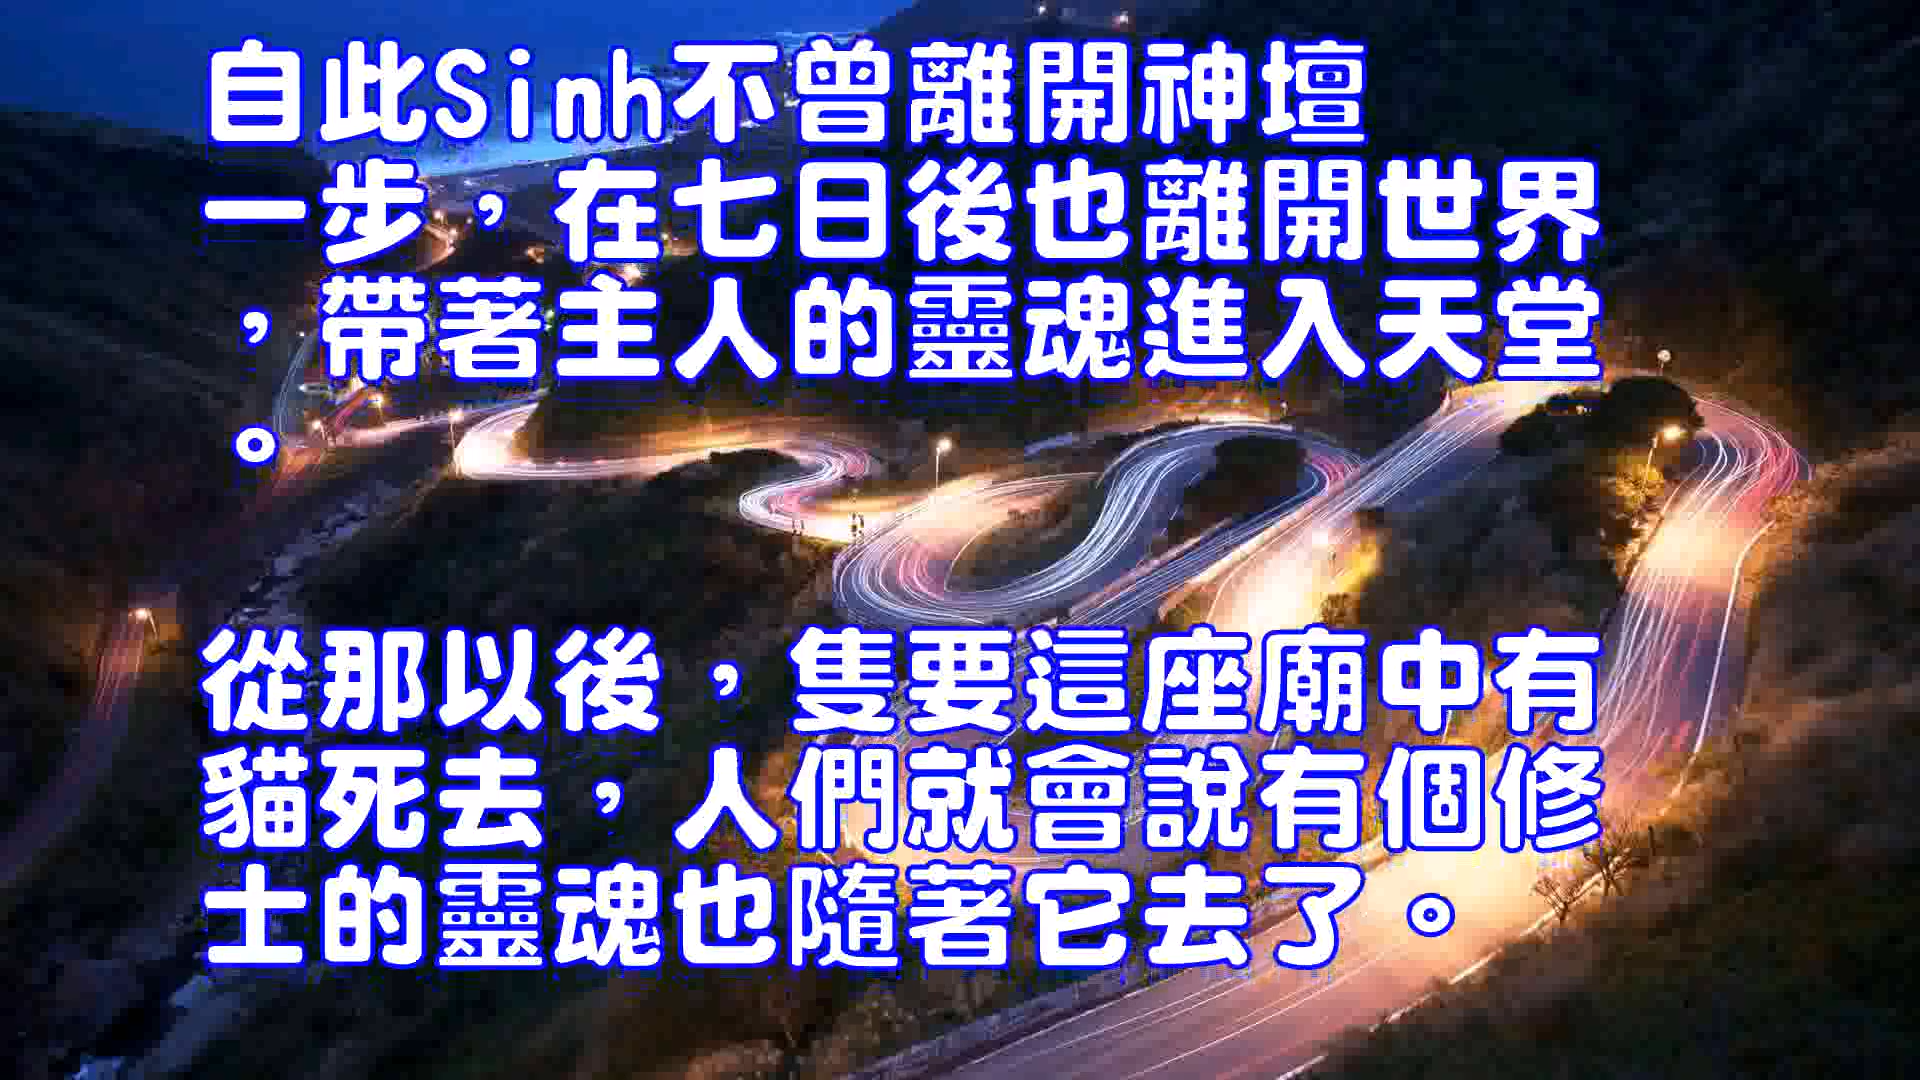 自此Sinh不曾離開神壇
一步，在七日後也離開世界
，帶著主人的靈魂進入天堂
。
從那以後，隻要這座廟中有
貓死去，人們就會說有個修
士的靈魂也隨著它去了。